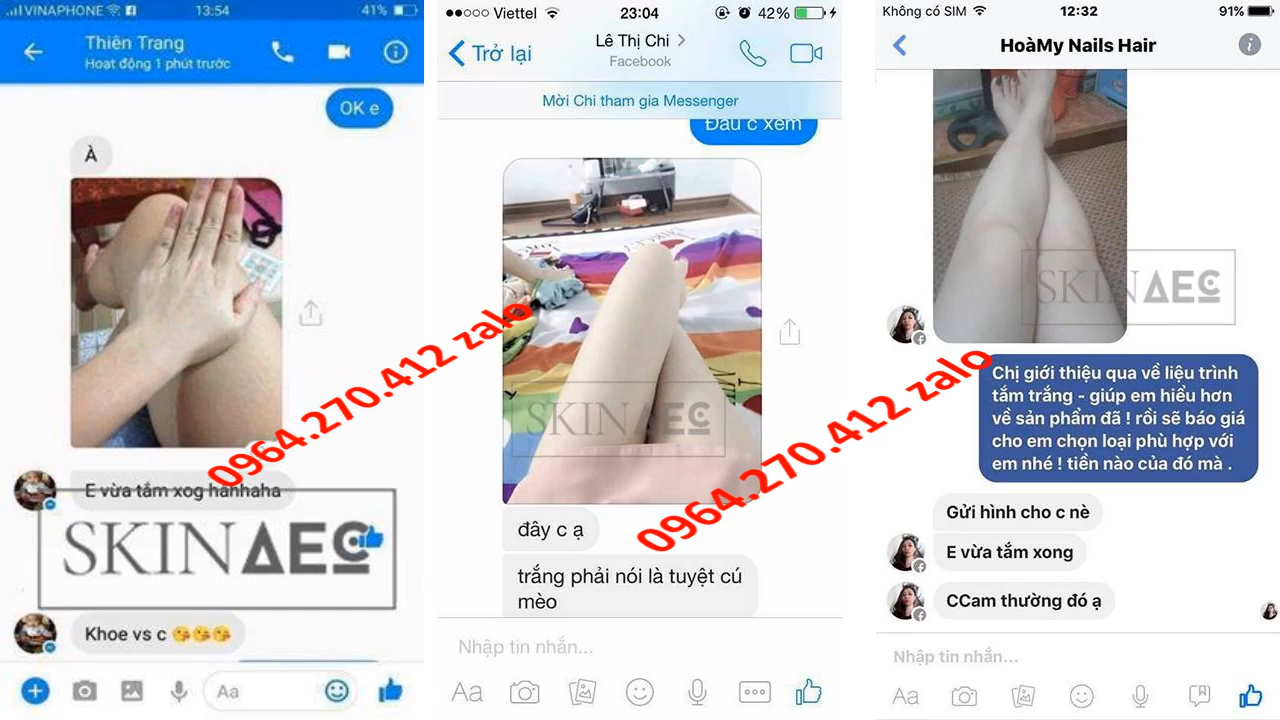 VINAPHONE
13:54
41%
Thiên Trang
Hoạt động 1 phút trước
OK e
À
E vừa tắm xog hahhaha
SKINAEC
Khoe vs c 😘😘😘
Aa
Viettel
23:04
42%
Trở lại
Lê Thị Chi
Facebook
Mời Chi tham gia Messenger
Đâu c xem
SKINAEC
đây c ạ
trắng phải nói là tuyệt cú
mèo
Nhập tin nhắn...
Aa
0964.270.412 zalo
0964.270.412 zalo
Không có SIM
12:32
91%
HoàMy Nails Hair
SKINAEC
Chị giới thiệu qua về liệu trình
tắm trắng - giúp em hiểu hơn
về sản phẩm đã ! rồi sẽ báo giá
cho em chọn loại phù hợp với
em nhé ! tiền nào của đó mà .
Gửi hình cho c nè
E vừa tắm xong
CCam thường đó ạ
Nhập tin nhắn...
Aa